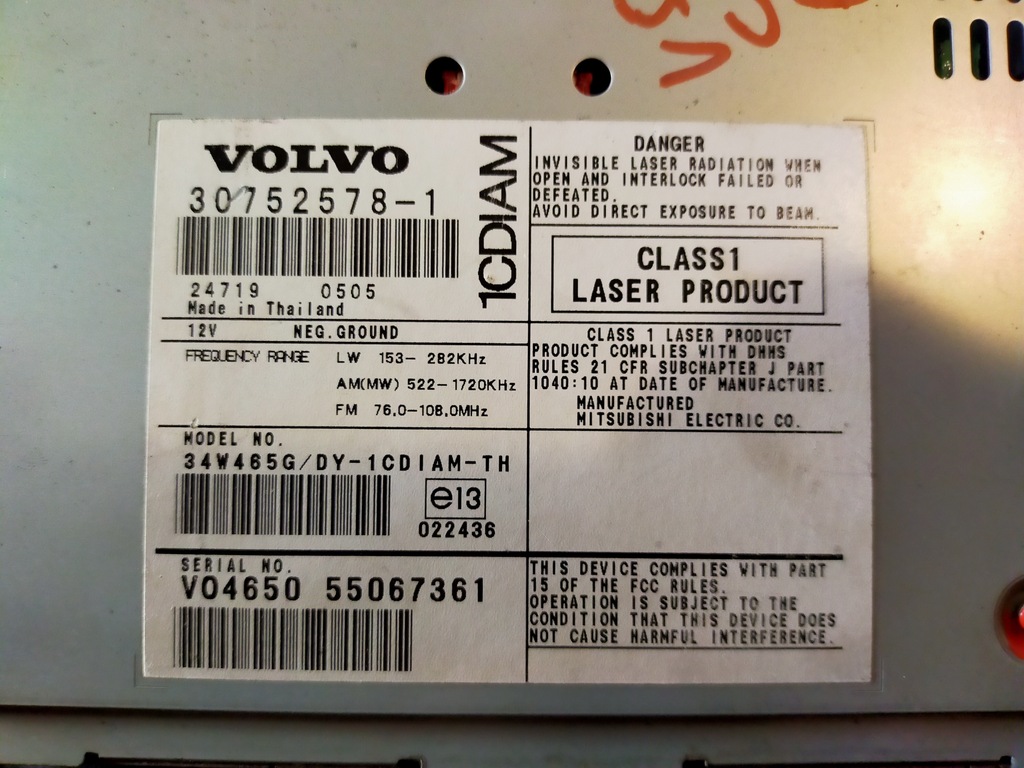 VOLVO
30752578-1
24719 0505
Made in Thailand
1CDIAM
12V NEG.GROUND
FREQUENCY RANGE LW 153- 282KHz
AM(MW) 522-1720KHz
FM 76.0-108.0MHz
MODEL NO.
34W465G/DY-1CDIAM-TH
e13
022436
SERIAL NO.
VO4650 55067361
DANGER
INVISIBLE LASER RADIATION WHEN
OPEN AND INTERLOCK FAILED OR
DEFEATED.
AVOID DIRECT EXPOSURE TO BEAM.
CLASS1
LASER PRODUCT
CLASS 1 LASER PRODUCT
PRODUCT COMPLIES WITH DHHS
RULES 21 CFR SUBCHAPTER J PART
1040:10 AT DATE OF MANUFACTURE.
MANUFACTURED
MITSUBISHI ELECTRIC CO.
THIS DEVICE COMPLIES WITH PART
15 OF THE FCC RULES.
OPERATION IS SUBJECT TO THE
CONDITION THAT THIS DEVICE DOES
NOT CAUSE HARMFUL INTERFERENCE.